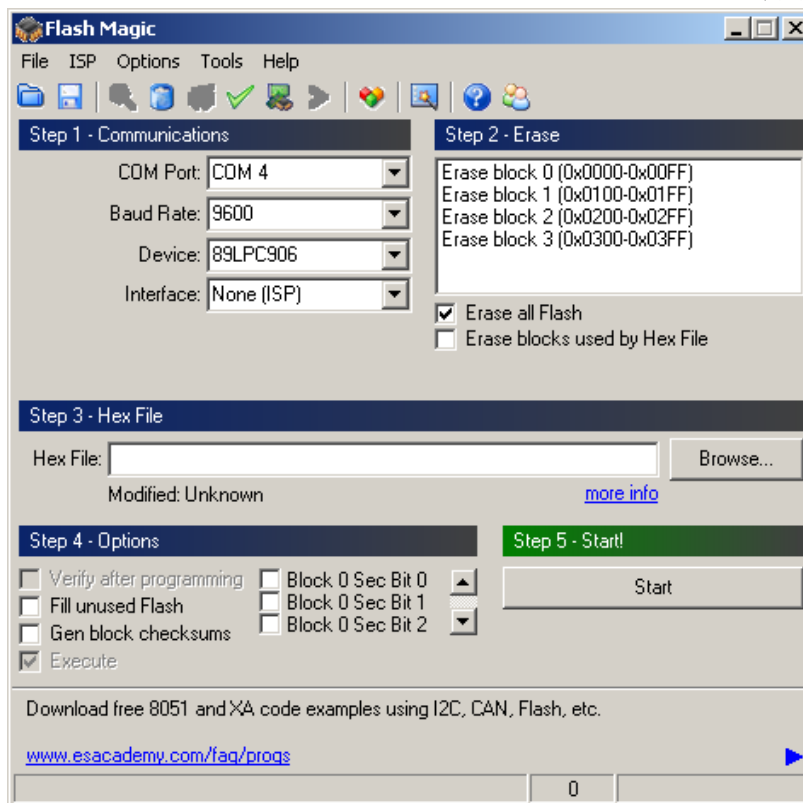 Flash Magic
File ISP Options Tools Help
Step 1 - Communications
COM Port: COM 4
Baud Rate: 9600
Device: 89LPC906
Interface: None (ISP)
Step 2 - Erase
Erase block 0 (0x0000-0x00FF)
Erase block 1 (0x0100-0x01FF)
Erase block 2 (0x0200-0x02FF)
Erase block 3 (0x0300-0x03FF)
Erase all Flash
Erase blocks used by Hex File
Step 3 - Hex File
Hex File:
Browse...
Modified: Unknown
more info
Step 4 - Options
Verify after programming
Fill unused Flash
Gen block checksums
Execute
Block 0 Sec Bit 0
Block 0 Sec Bit 1
Block 0 Sec Bit 2
Step 5 - Start!
Start
Download free 8051 and XA code examples using I2C, CAN, Flash, etc.
www.esacademy.com/faq/progs
0